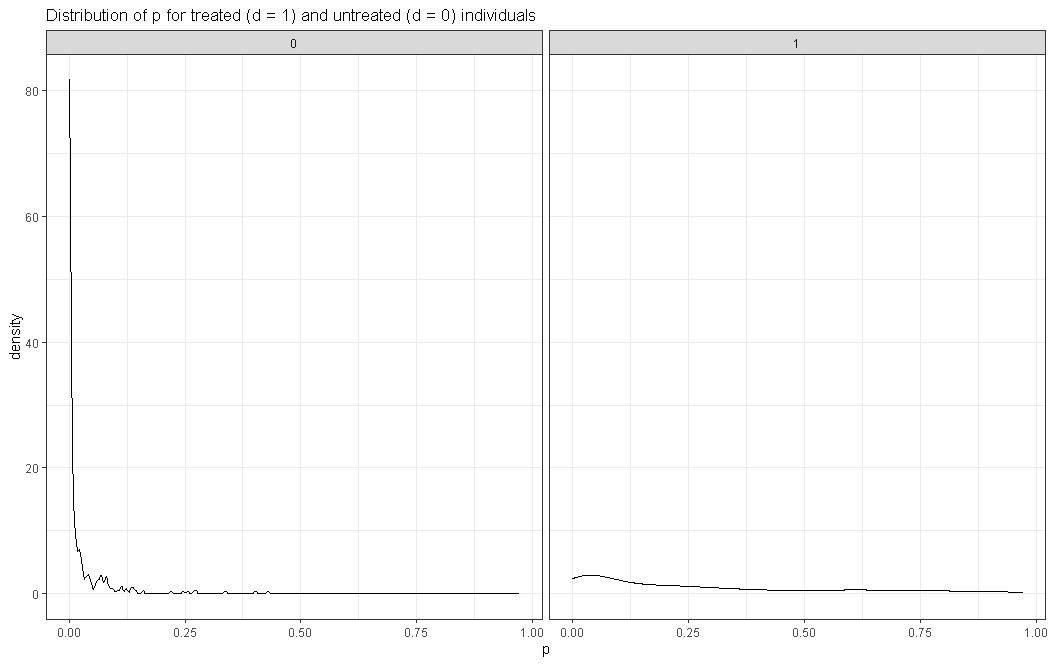 Distribution of p for treated (d = 1) and untreated (d = 0) individuals
0 1
80
60
40
20
0
density
0.00 0.25 0.50 0.75 1.00 0.00 0.25 0.50 0.75 1.00
p